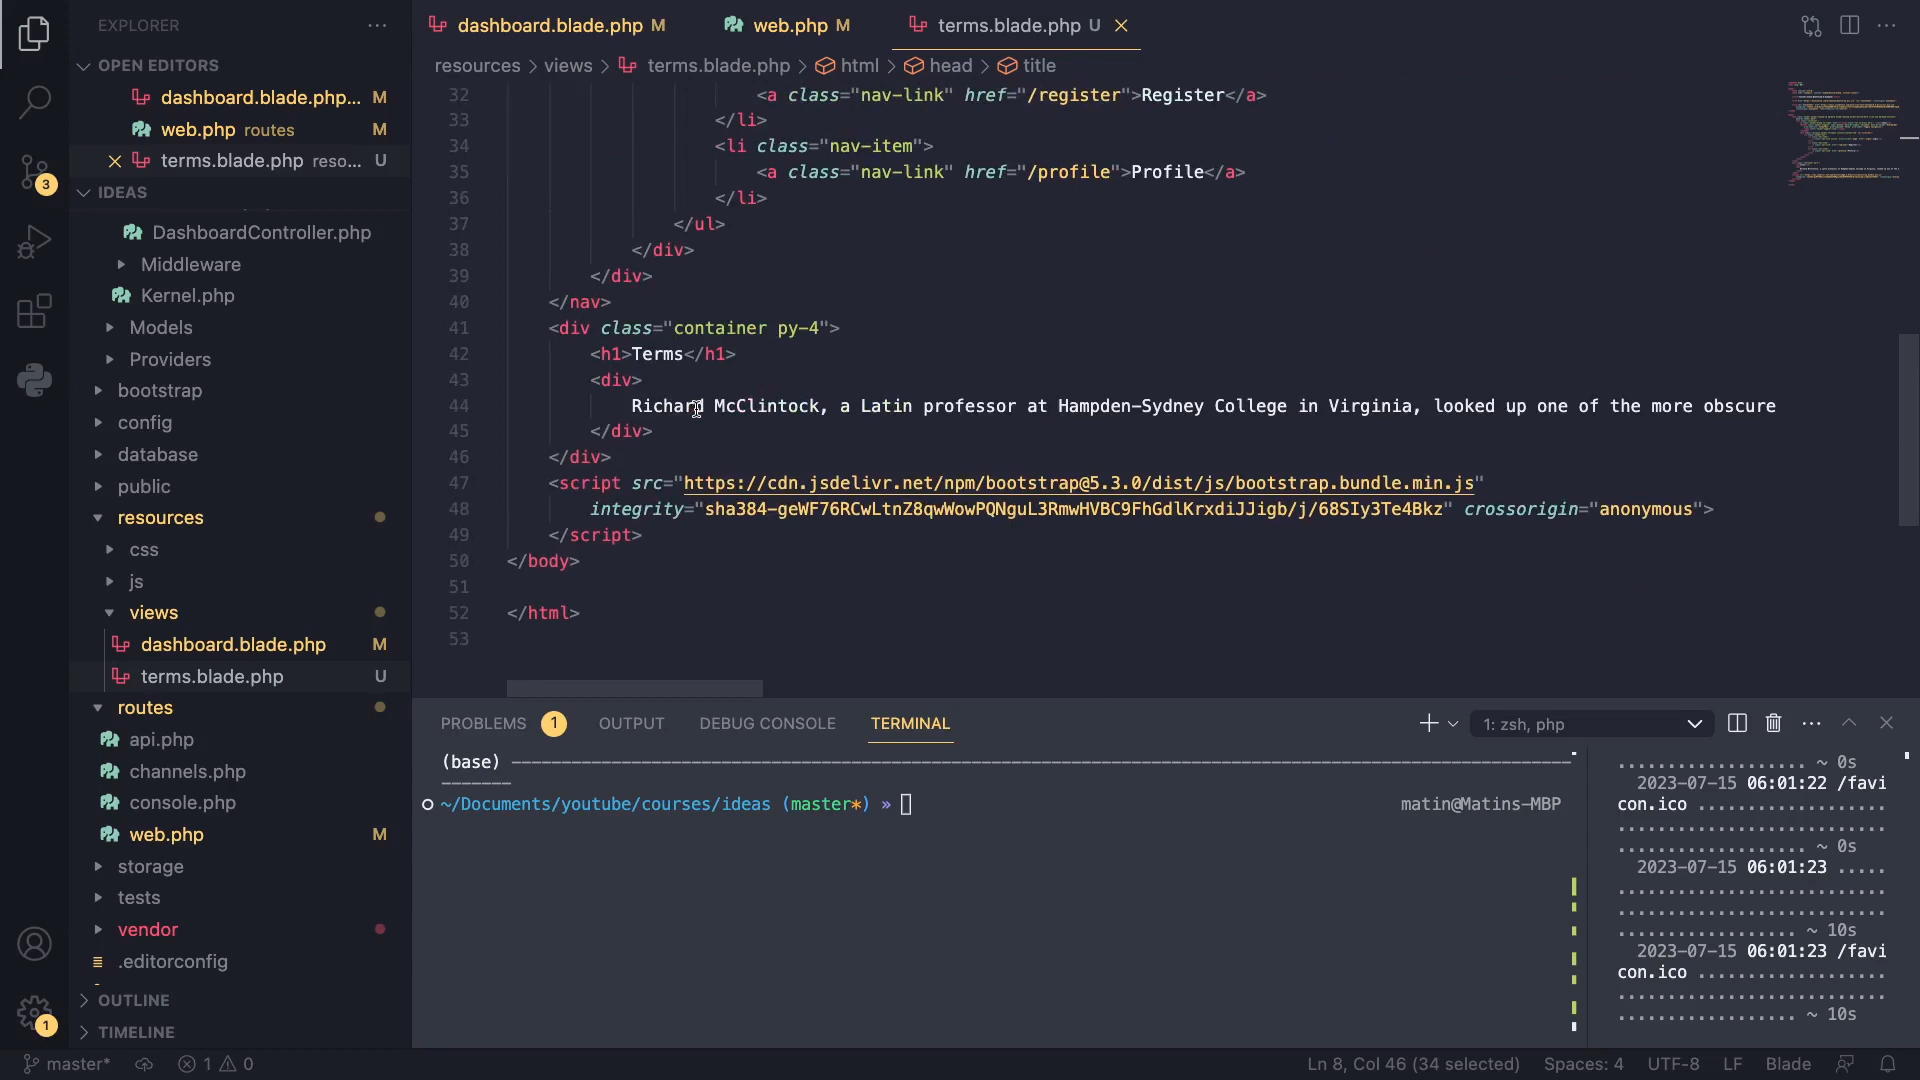 EXPLORER
OPEN EDITORS
dashboard.blade.php... M
web.php routes M
terms.blade.php reso... U
IDEAS
DashboardController.php
Middleware
Kernel.php
Models
Providers
bootstrap
config
database
public
resources
css
js
views
dashboard.blade.php M
terms.blade.php U
routes
api.php
channels.php
console.php
web.php M
storage
tests
vendor
.editorconfig
OUTLINE
TIMELINE
3
1
dashboard.blade.php M web.php M terms.blade.php U
resources > views > terms.blade.php > html > head > title
32 <a class="nav-link" href="/register">Register</a>
33 </li>
34 <li class="nav-item">
35 <a class="nav-link" href="/profile">Profile</a>
36 </li>
37 </ul>
38 </div>
39 </div>
40 </nav>
41 <div class="container py-4">
42 <h1>Terms</h1>
43 <div>
44 Richard McClintock, a Latin professor at Hampden-Sydney College in Virginia, looked up one of the more obscure
45 </div>
46 </div>
47 <script src="https://cdn.jsdelivr.net/npm/bootstrap@5.3.0/dist/js/bootstrap.bundle.min.js"
48 integrity="sha384-geWF76RCwLtnZ8qwWowPQNguL3RmwHVBC9FhGdlKrxdiJJigb/j/68SIy3Te4Bkz" crossorigin="anonymous">
49 </script>
50 </body>
51
52 </html>
53
PROBLEMS 1 OUTPUT DEBUG CONSOLE TERMINAL 1: zsh, php
(base) ────────────────
───────
~/Documents/youtube/courses/ideas (master*) » matin@Matins-MBP
.................. ~ 0s
2023-07-15 06:01:22 /favi
con.ico ...................
..........................
.................. ~ 0s
2023-07-15 06:01:23 .....
..........................
..........................
................. ~ 10s
2023-07-15 06:01:23 /favi
con.ico ...................
..........................
................. ~ 10s
master* 1 0 Ln 8, Col 46 (34 selected) Spaces: 4 UTF-8 LF Blade